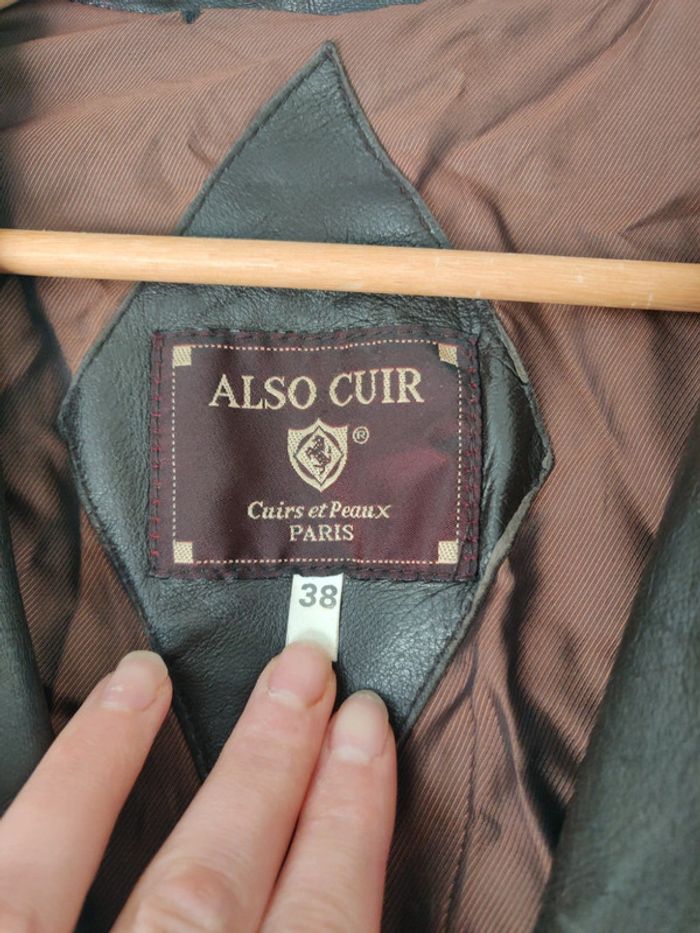 ALSO CUIR
®
Cuirs et Peaux
PARIS
38